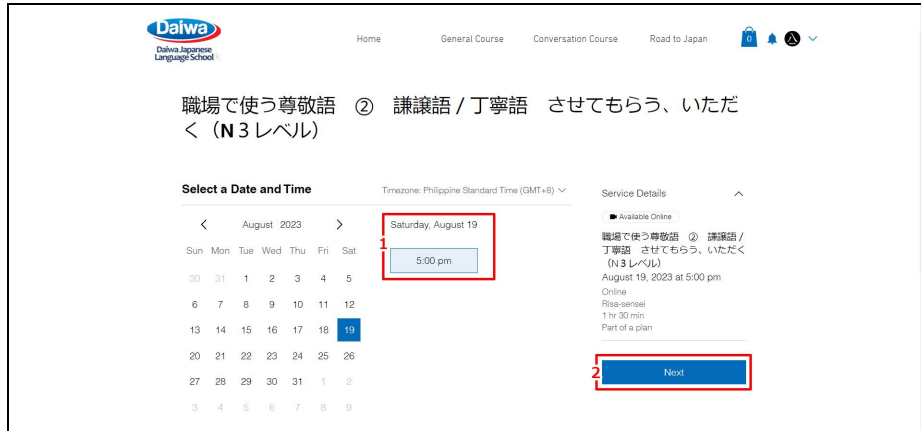 Daiwa
Daiwa Japanese
Language School
Home General Course Conversation Course Road to Japan 0
職場で使う尊敬語 ② 謙譲語 / 丁寧語 させてもらう、いただ
く（N３レベル）
Select a Date and Time
Timezone: Philippine Standard Time (GMT+8)
August 2023
Sun Mon Tue Wed Thu Fri Sat
30 31 1 2 3 4 5
6 7 8 9 10 11 12
13 14 15 16 17 18 19
20 21 22 23 24 25 26
27 28 29 30 31 1 2
3 4 5 6 7 8 9
Saturday, August 19
1
5:00 pm
Service Details
Available Online
職場で使う尊敬語 ② 謙譲語 /
丁寧語 させてもらう、いただく
（N３レベル）
August 19, 2023 at 5:00 pm
Online
Risa-sensei
1 hr 30 min
Part of a plan
2
Next